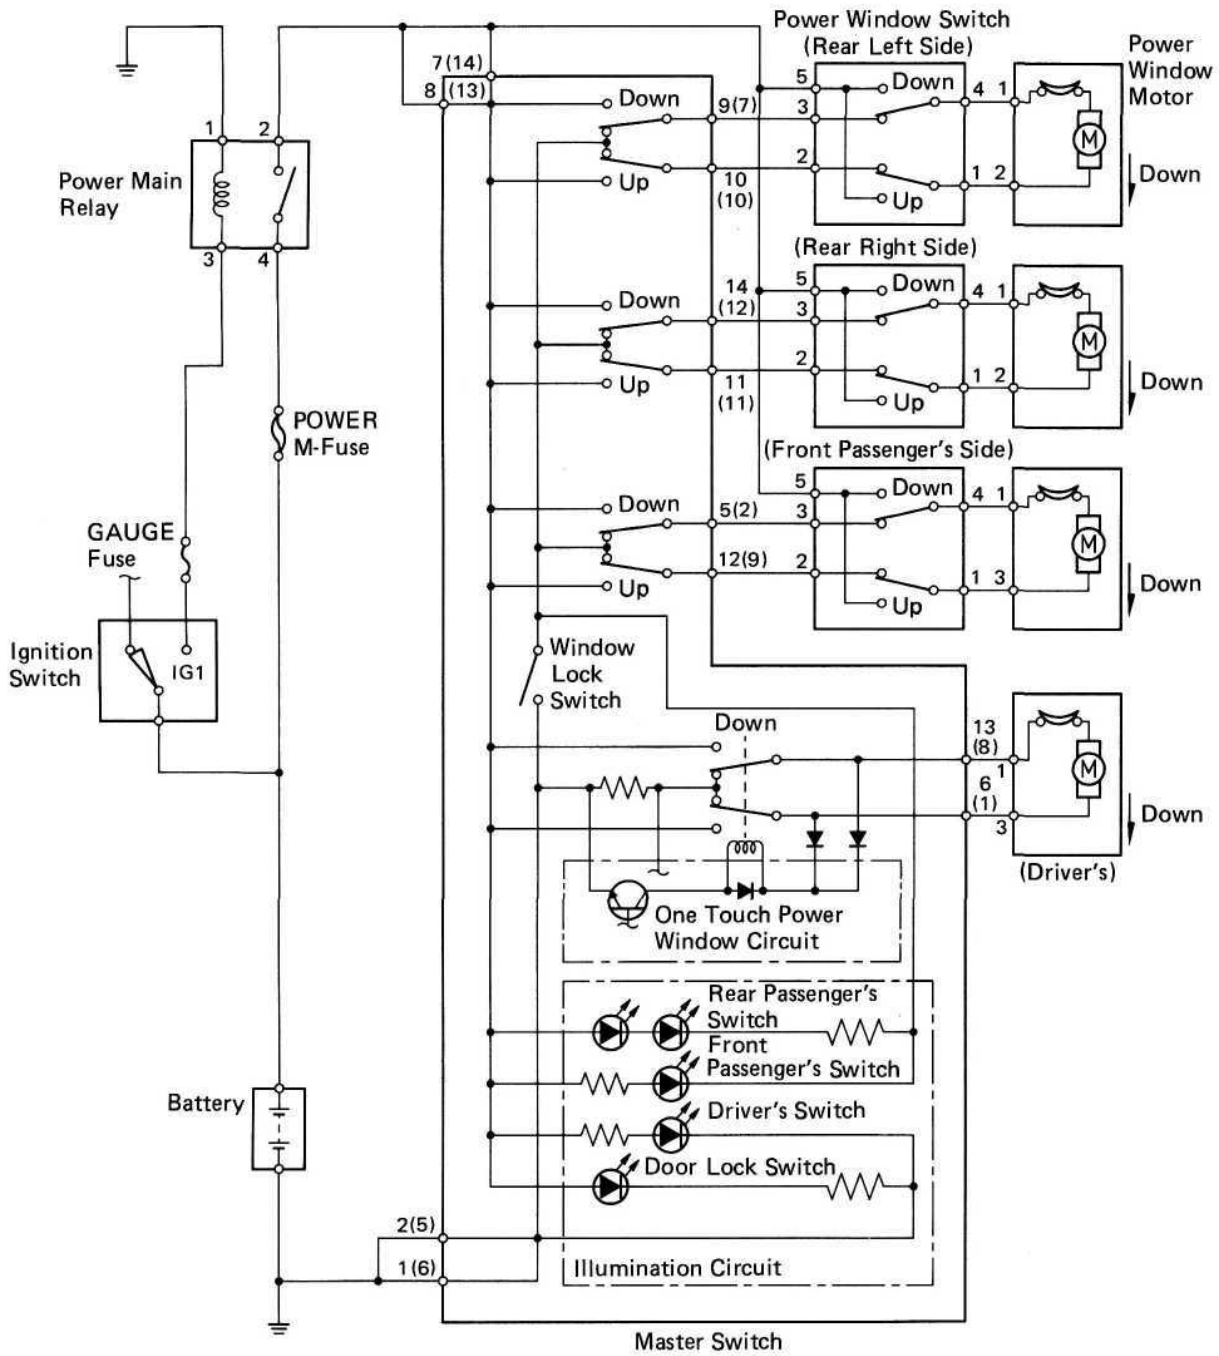 Power Window Switch
(Rear Left Side)
Power
Window
Motor
7(14)
8 (13)
Down
9(7)
5
Down
3
4 1
1 2
Power Main
Relay
Up
10
(10)
2
Up
1 2
Down
3 4
(Rear Right Side)
Down
14
(12)
5
Down
3
4 1
Up
11
(11)
2
Up
1 2
Down
POWER
M-Fuse
(Front Passenger's Side)
Down
5(2)
5
Down
3
4 1
GAUGE
Fuse
Up
12(9)
2
Up
1 3
Down
Ignition
Switch
IG1
Window
Lock
Switch
Down
13
(8)
1
6
(1)
3
M
M
M
M
Down
(Driver's)
One Touch Power
Window Circuit
Rear Passenger's
Switch
Front
Passenger's Switch
Driver's Switch
Door Lock Switch
Battery
2(5)
1(6)
Illumination Circuit
Master Switch